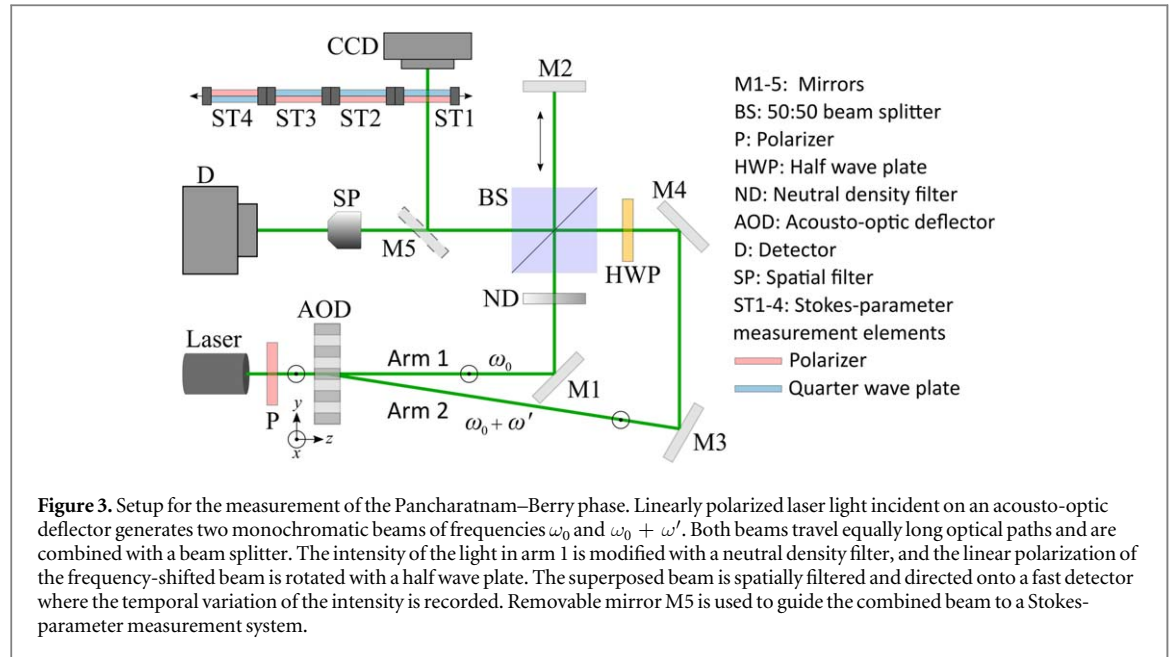 CCD
M2
ST4 ST3 ST2 ST1
D
SP
BS
M4
M5
HWP
ND
AOD
Laser
Arm 1
ω₀
M1
Arm 2
ω₀ + ω′
P
y
z
x
M3
M1-5: Mirrors
BS: 50:50 beam splitter
P: Polarizer
HWP: Half wave plate
ND: Neutral density filter
AOD: Acousto-optic deflector
D: Detector
SP: Spatial filter
ST1-4: Stokes-parameter
measurement elements
Polarizer
Quarter wave plate
Figure 3. Setup for the measurement of the Pancharatnam–Berry phase. Linearly polarized laser light incident on an acousto-optic
deflector generates two monochromatic beams of frequencies ω₀ and ω₀ + ω′. Both beams travel equally long optical paths and are
combined with a beam splitter. The intensity of the light in arm 1 is modified with a neutral density filter, and the linear polarization of
the frequency-shifted beam is rotated with a half wave plate. The superposed beam is spatially filtered and directed onto a fast detector
where the temporal variation of the intensity is recorded. Removable mirror M5 is used to guide the combined beam to a Stokes-
parameter measurement system.